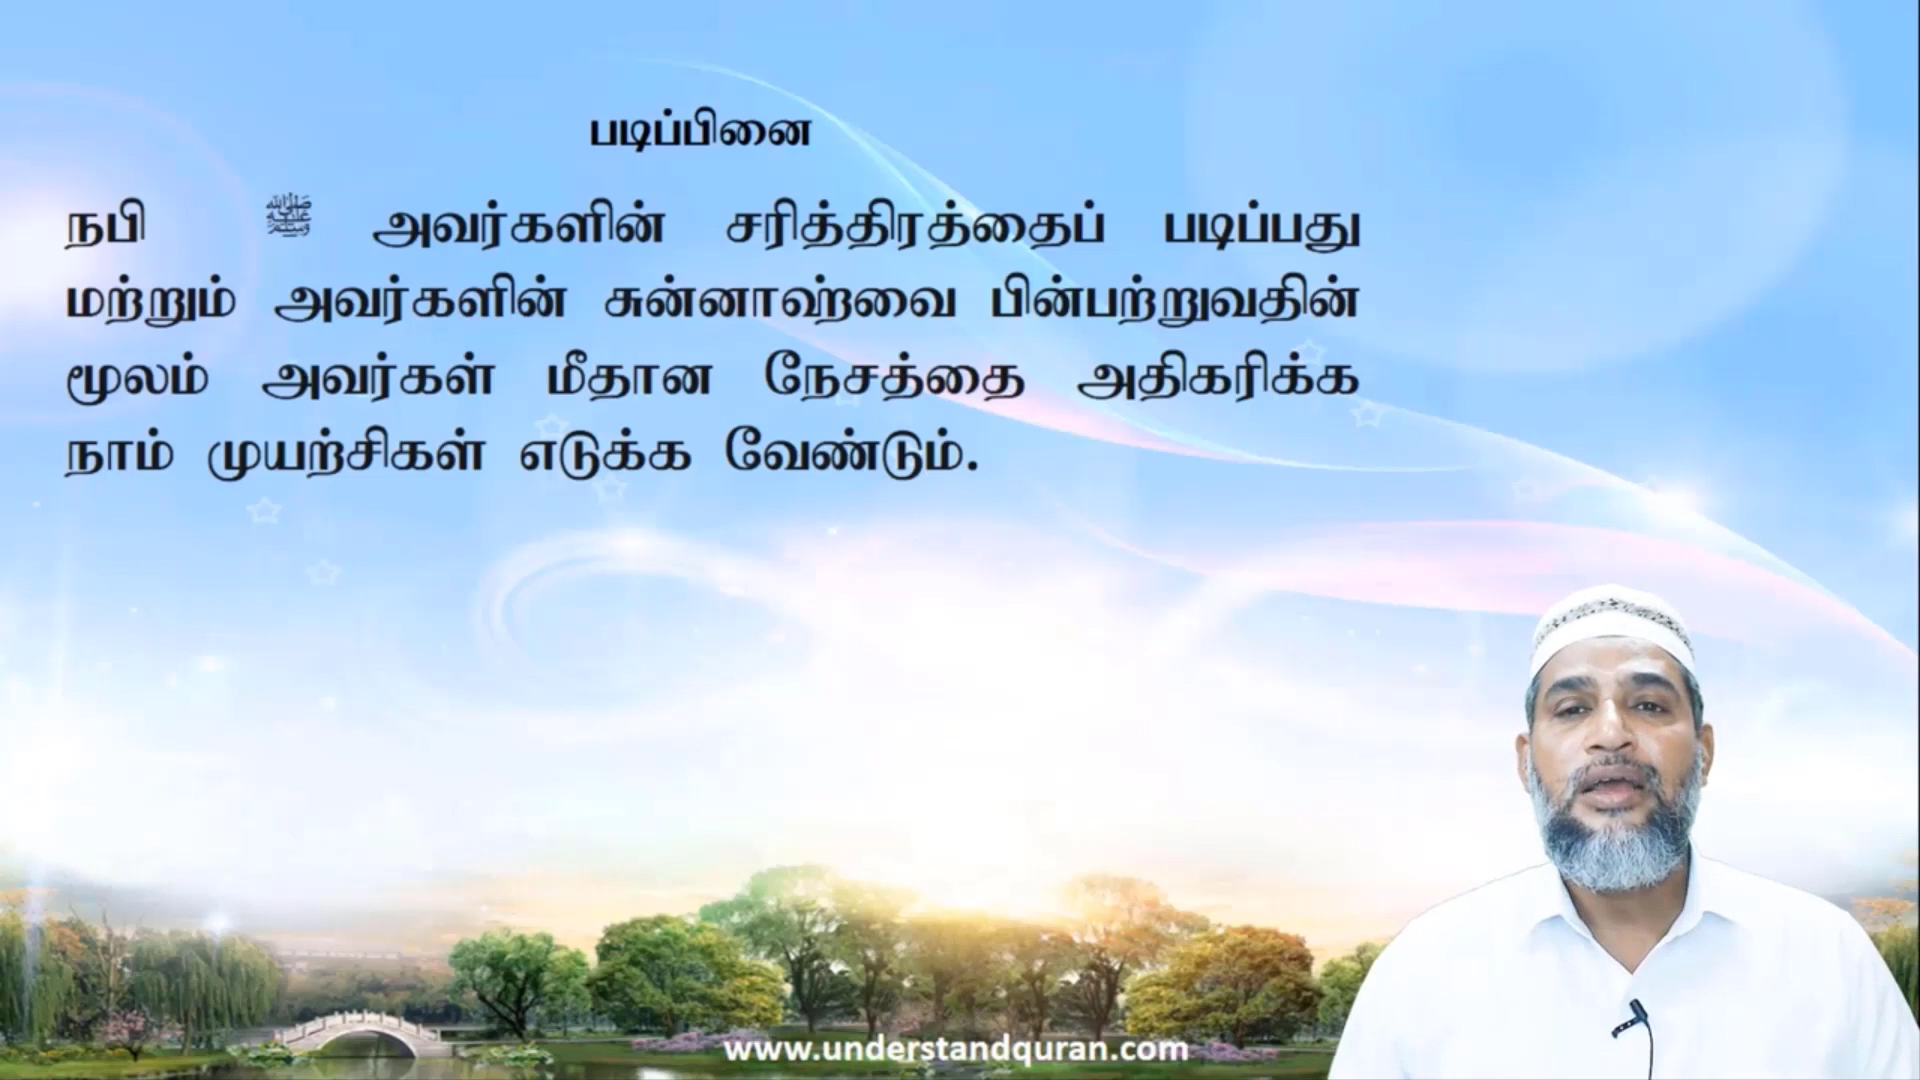 படிப்பினை
நபி ﷺ அவர்களின் சரித்திரத்தைப் படிப்பது
மற்றும் அவர்களின் சுன்னாஹ்வை பின்பற்றுவதின்
மூலம் அவர்கள் மீதான நேசத்தை அதிகரிக்க
நாம் முயற்சிகள் எடுக்க வேண்டும்.
www.understandquran.com